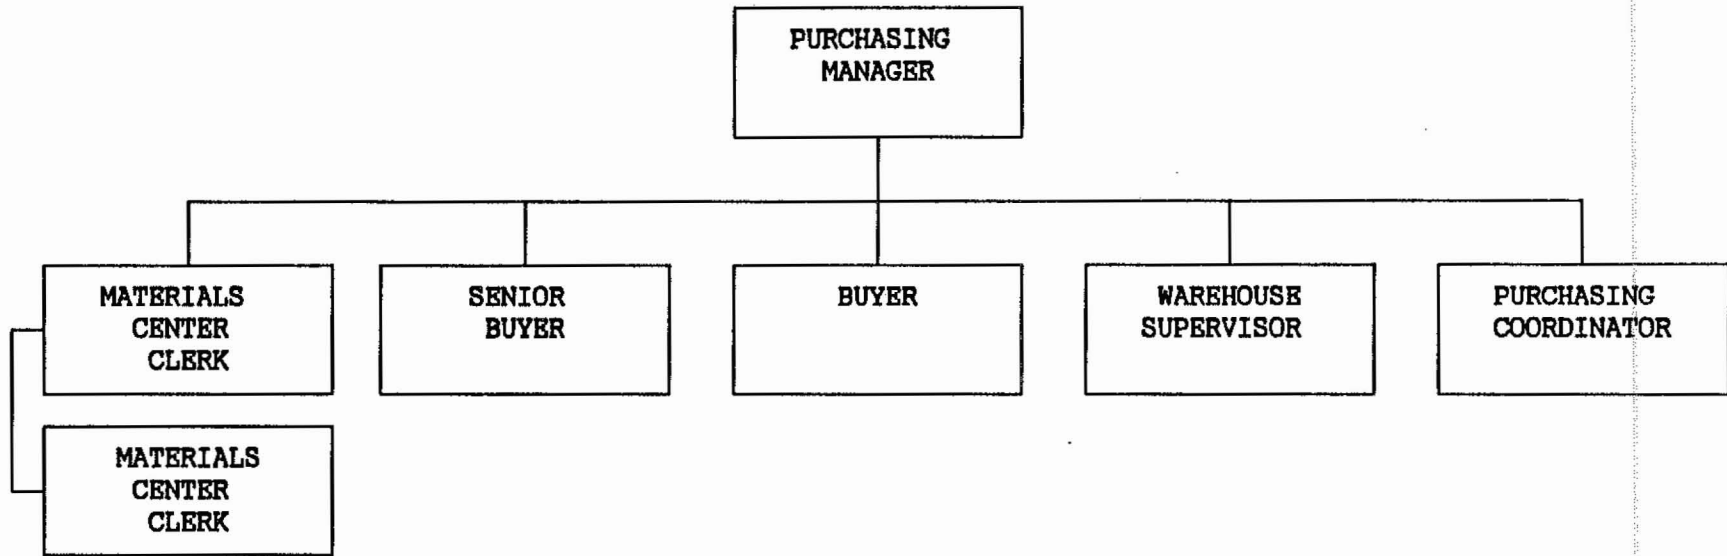 PURCHASING
MANAGER
MATERIALS
CENTER
CLERK
SENIOR
BUYER
BUYER
WAREHOUSE
SUPERVISOR
PURCHASING
COORDINATOR
MATERIALS
CENTER
CLERK